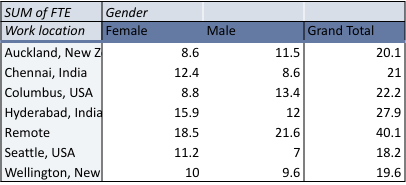 SUM of FTE Gender
Work location Female Male Grand Total
Auckland, New Z 8.6 11.5 20.1
Chennai, India 12.4 8.6 21
Columbus, USA 8.8 13.4 22.2
Hyderabad, India 15.9 12 27.9
Remote 18.5 21.6 40.1
Seattle, USA 11.2 7 18.2
Wellington, New 10 9.6 19.6